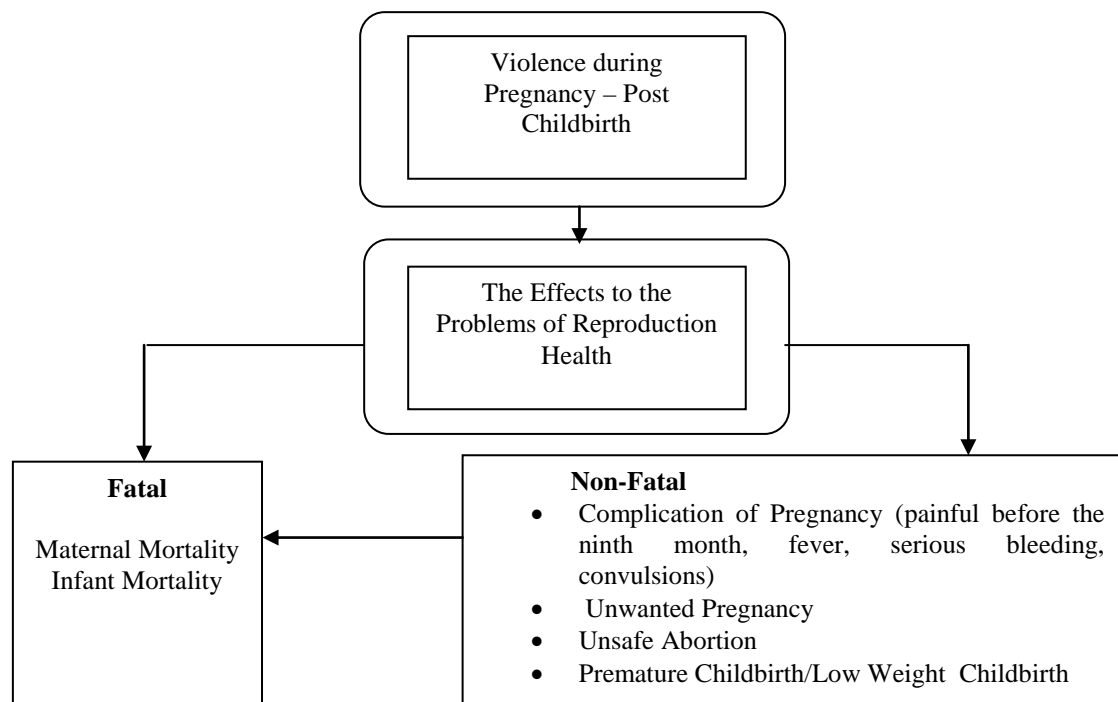 Violence during
Pregnancy – Post
Childbirth
The Effects to the
Problems of Reproduction
Health
Fatal
Maternal Mortality
Infant Mortality
Non-Fatal
• Complication of Pregnancy (painful before the
ninth month, fever, serious bleeding,
convulsions)
• Unwanted Pregnancy
• Unsafe Abortion
• Premature Childbirth/Low Weight Childbirth